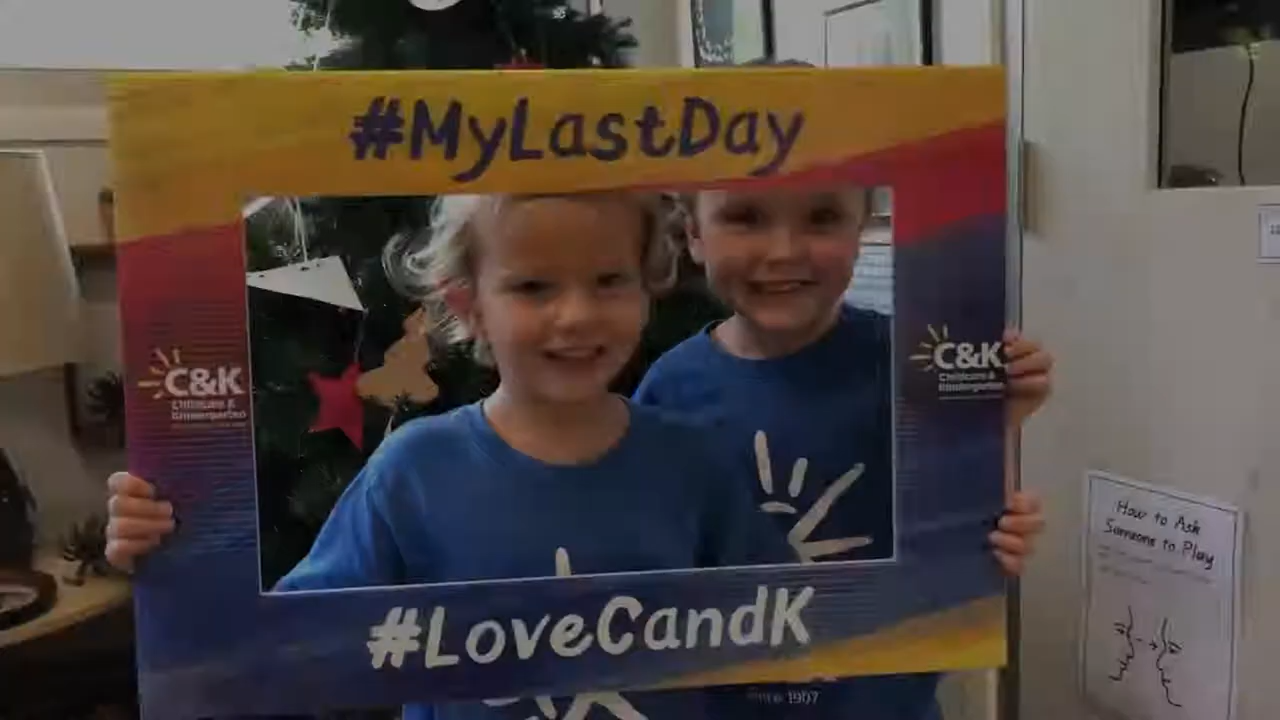 #MyLastDay
C&K
Childcare &
Kindergarten
C&K
Childcare &
Kindergarten
How to Ask
Someone to Play
#LoveCandK
Since 1907